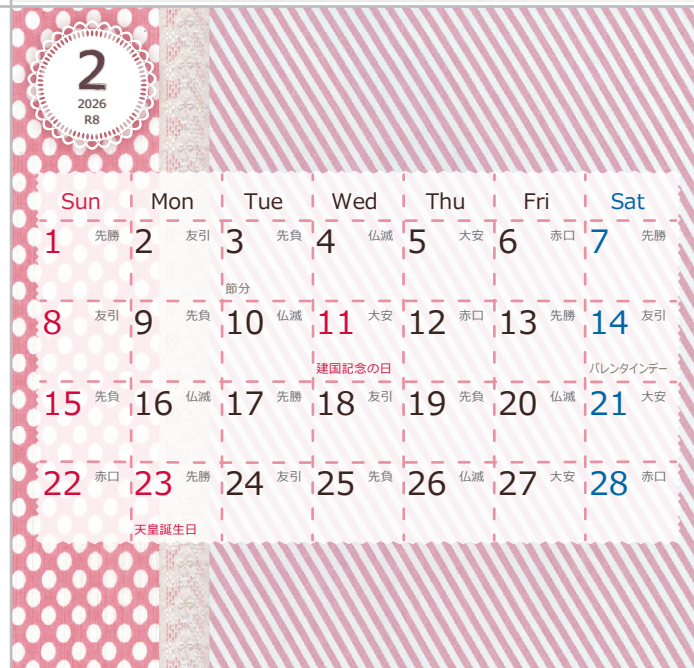 2
2026
R8
Sun Mon Tue Wed Thu Fri Sat
1 先勝 2 友引 3 先負 4 仏滅 5 大安 6 赤口 7 先勝
節分
8 友引 9 先負 10 仏滅 11 大安 12 赤口 13 先勝 14 友引
建国記念の日 バレンタインデー
15 先負 16 仏滅 17 先勝 18 友引 19 先負 20 仏滅 21 大安
22 赤口 23 先勝 24 友引 25 先負 26 仏滅 27 大安 28 赤口
天皇誕生日